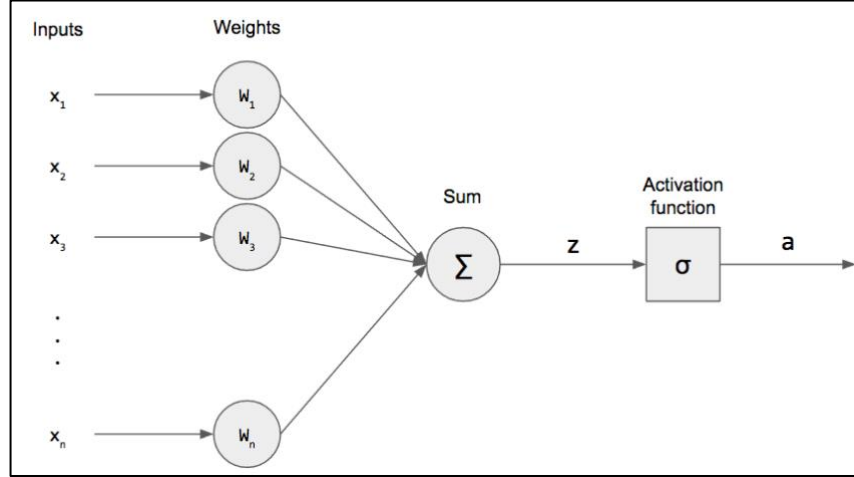 Inputs
Weights
x₁
W₁
x₂
W₂
x₃
W₃
Sum
Σ
z
Activation
function
σ
a
.
.
.
xₙ
Wₙ